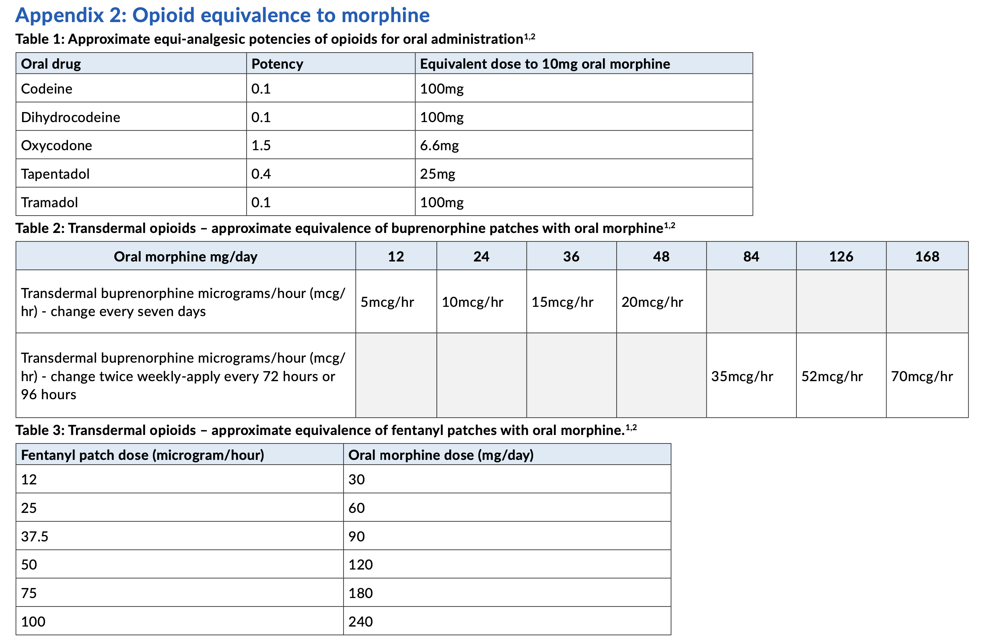 Appendix 2: Opioid equivalence to morphine
Table 1: Approximate equi-analgesic potencies of opioids for oral administration1,2
Oral drug Potency Equivalent dose to 10mg oral morphine
Codeine 0.1 100mg
Dihydrocodeine 0.1 100mg
Oxycodone 1.5 6.6mg
Tapentadol 0.4 25mg
Tramadol 0.1 100mg
Table 2: Transdermal opioids – approximate equivalence of buprenorphine patches with oral morphine1,2
Oral morphine mg/day 12 24 36 48 84 126 168
Transdermal buprenorphine micrograms/hour (mcg/
hr) - change every seven days
5mcg/hr 10mcg/hr 15mcg/hr 20mcg/hr
Transdermal buprenorphine micrograms/hour (mcg/
hr) - change twice weekly-apply every 72 hours or
96 hours
35mcg/hr 52mcg/hr 70mcg/hr
Table 3: Transdermal opioids – approximate equivalence of fentanyl patches with oral morphine.1,2
Fentanyl patch dose (microgram/hour) Oral morphine dose (mg/day)
12 30
25 60
37.5 90
50 120
75 180
100 240